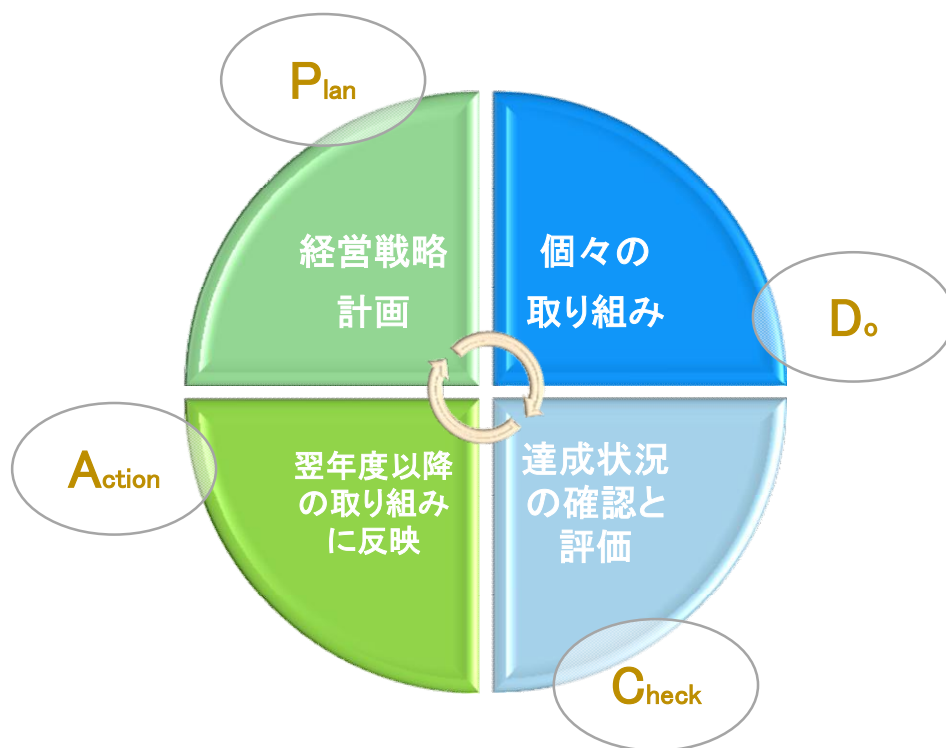 Plan
経営戦略
計画
個々の
取り組み
Do
達成状況
の確認と
評価
Check
翌年度以降
の取り組み
に反映
Action